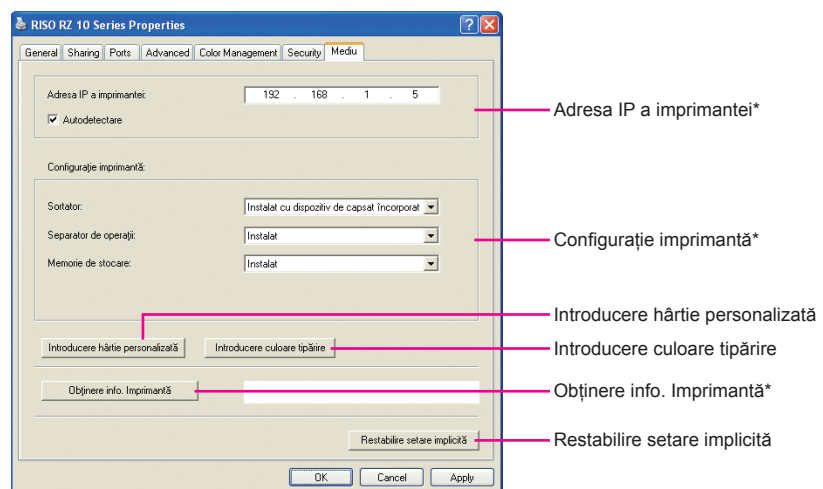 RISO RZ 10 Series Properties
General Sharing Ports Advanced Color Management Security Mediu
Adresa IP a imprimantei:
192 . 168 . 1 . 5
Autodetectare
Adresa IP a imprimantei*
Configurație imprimantă:
Sortator:
Instalat cu dispozitiv de capsat încorporat
Separator de operații:
Instalat
Configurație imprimantă*
Memorie de stocare:
Instalat
Introducere hârtie personalizată
Introducere hârtie personalizată
Introducere culoare tipărire
Introducere culoare tipărire
Obținere info. Imprimantă
Obținere info. Imprimantă*
Restabilire setare implicită
Restabilire setare implicită
OK Cancel Apply